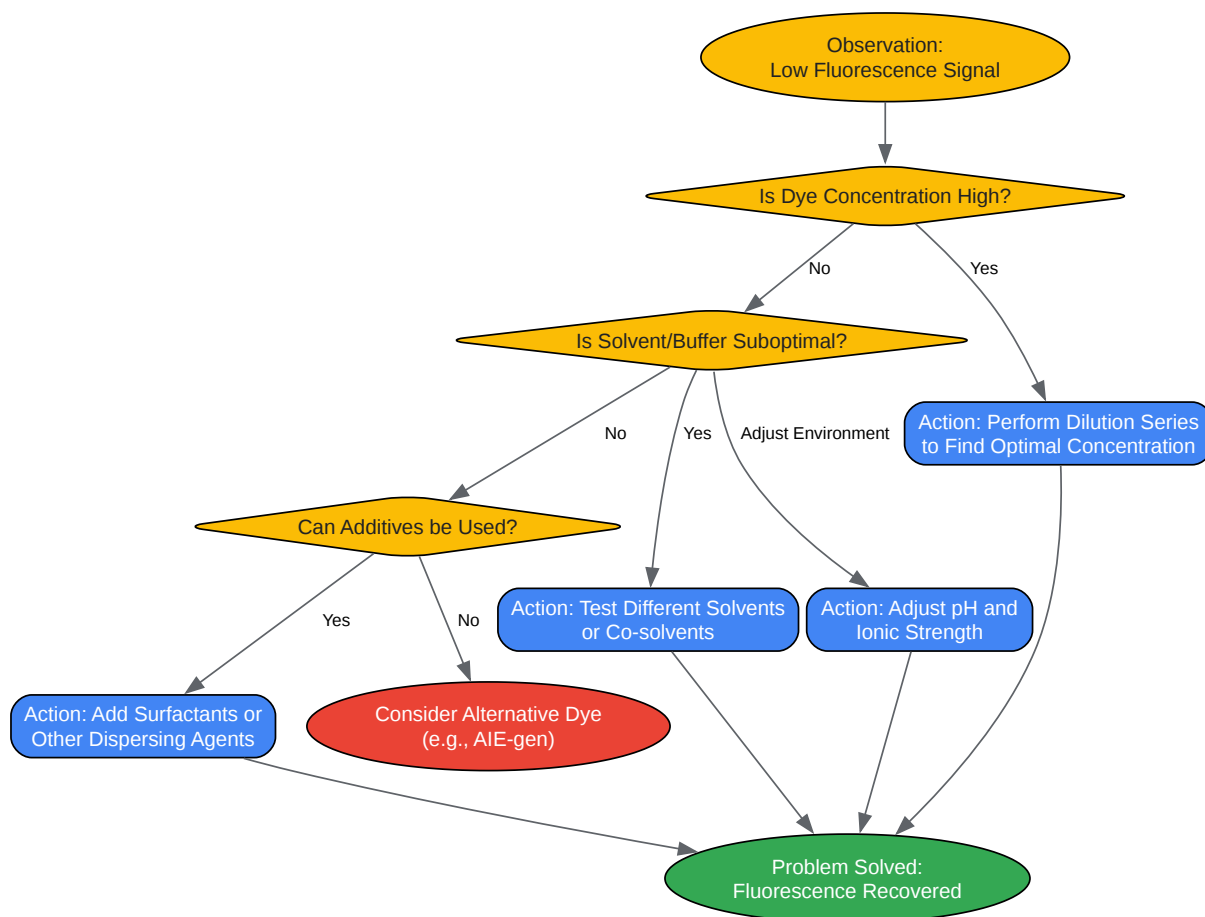 Observation:
Low Fluorescence Signal
Is Dye Concentration High?
No
Yes
Is Solvent/Buffer Suboptimal?
Action: Perform Dilution Series
to Find Optimal Concentration
No
Yes
Adjust Environment
Can Additives be Used?
Action: Test Different Solvents
or Co-solvents
Action: Adjust pH and
Ionic Strength
Yes
No
Action: Add Surfactants or
Other Dispersing Agents
Consider Alternative Dye
(e.g., AIE-gen)
Problem Solved:
Fluorescence Recovered